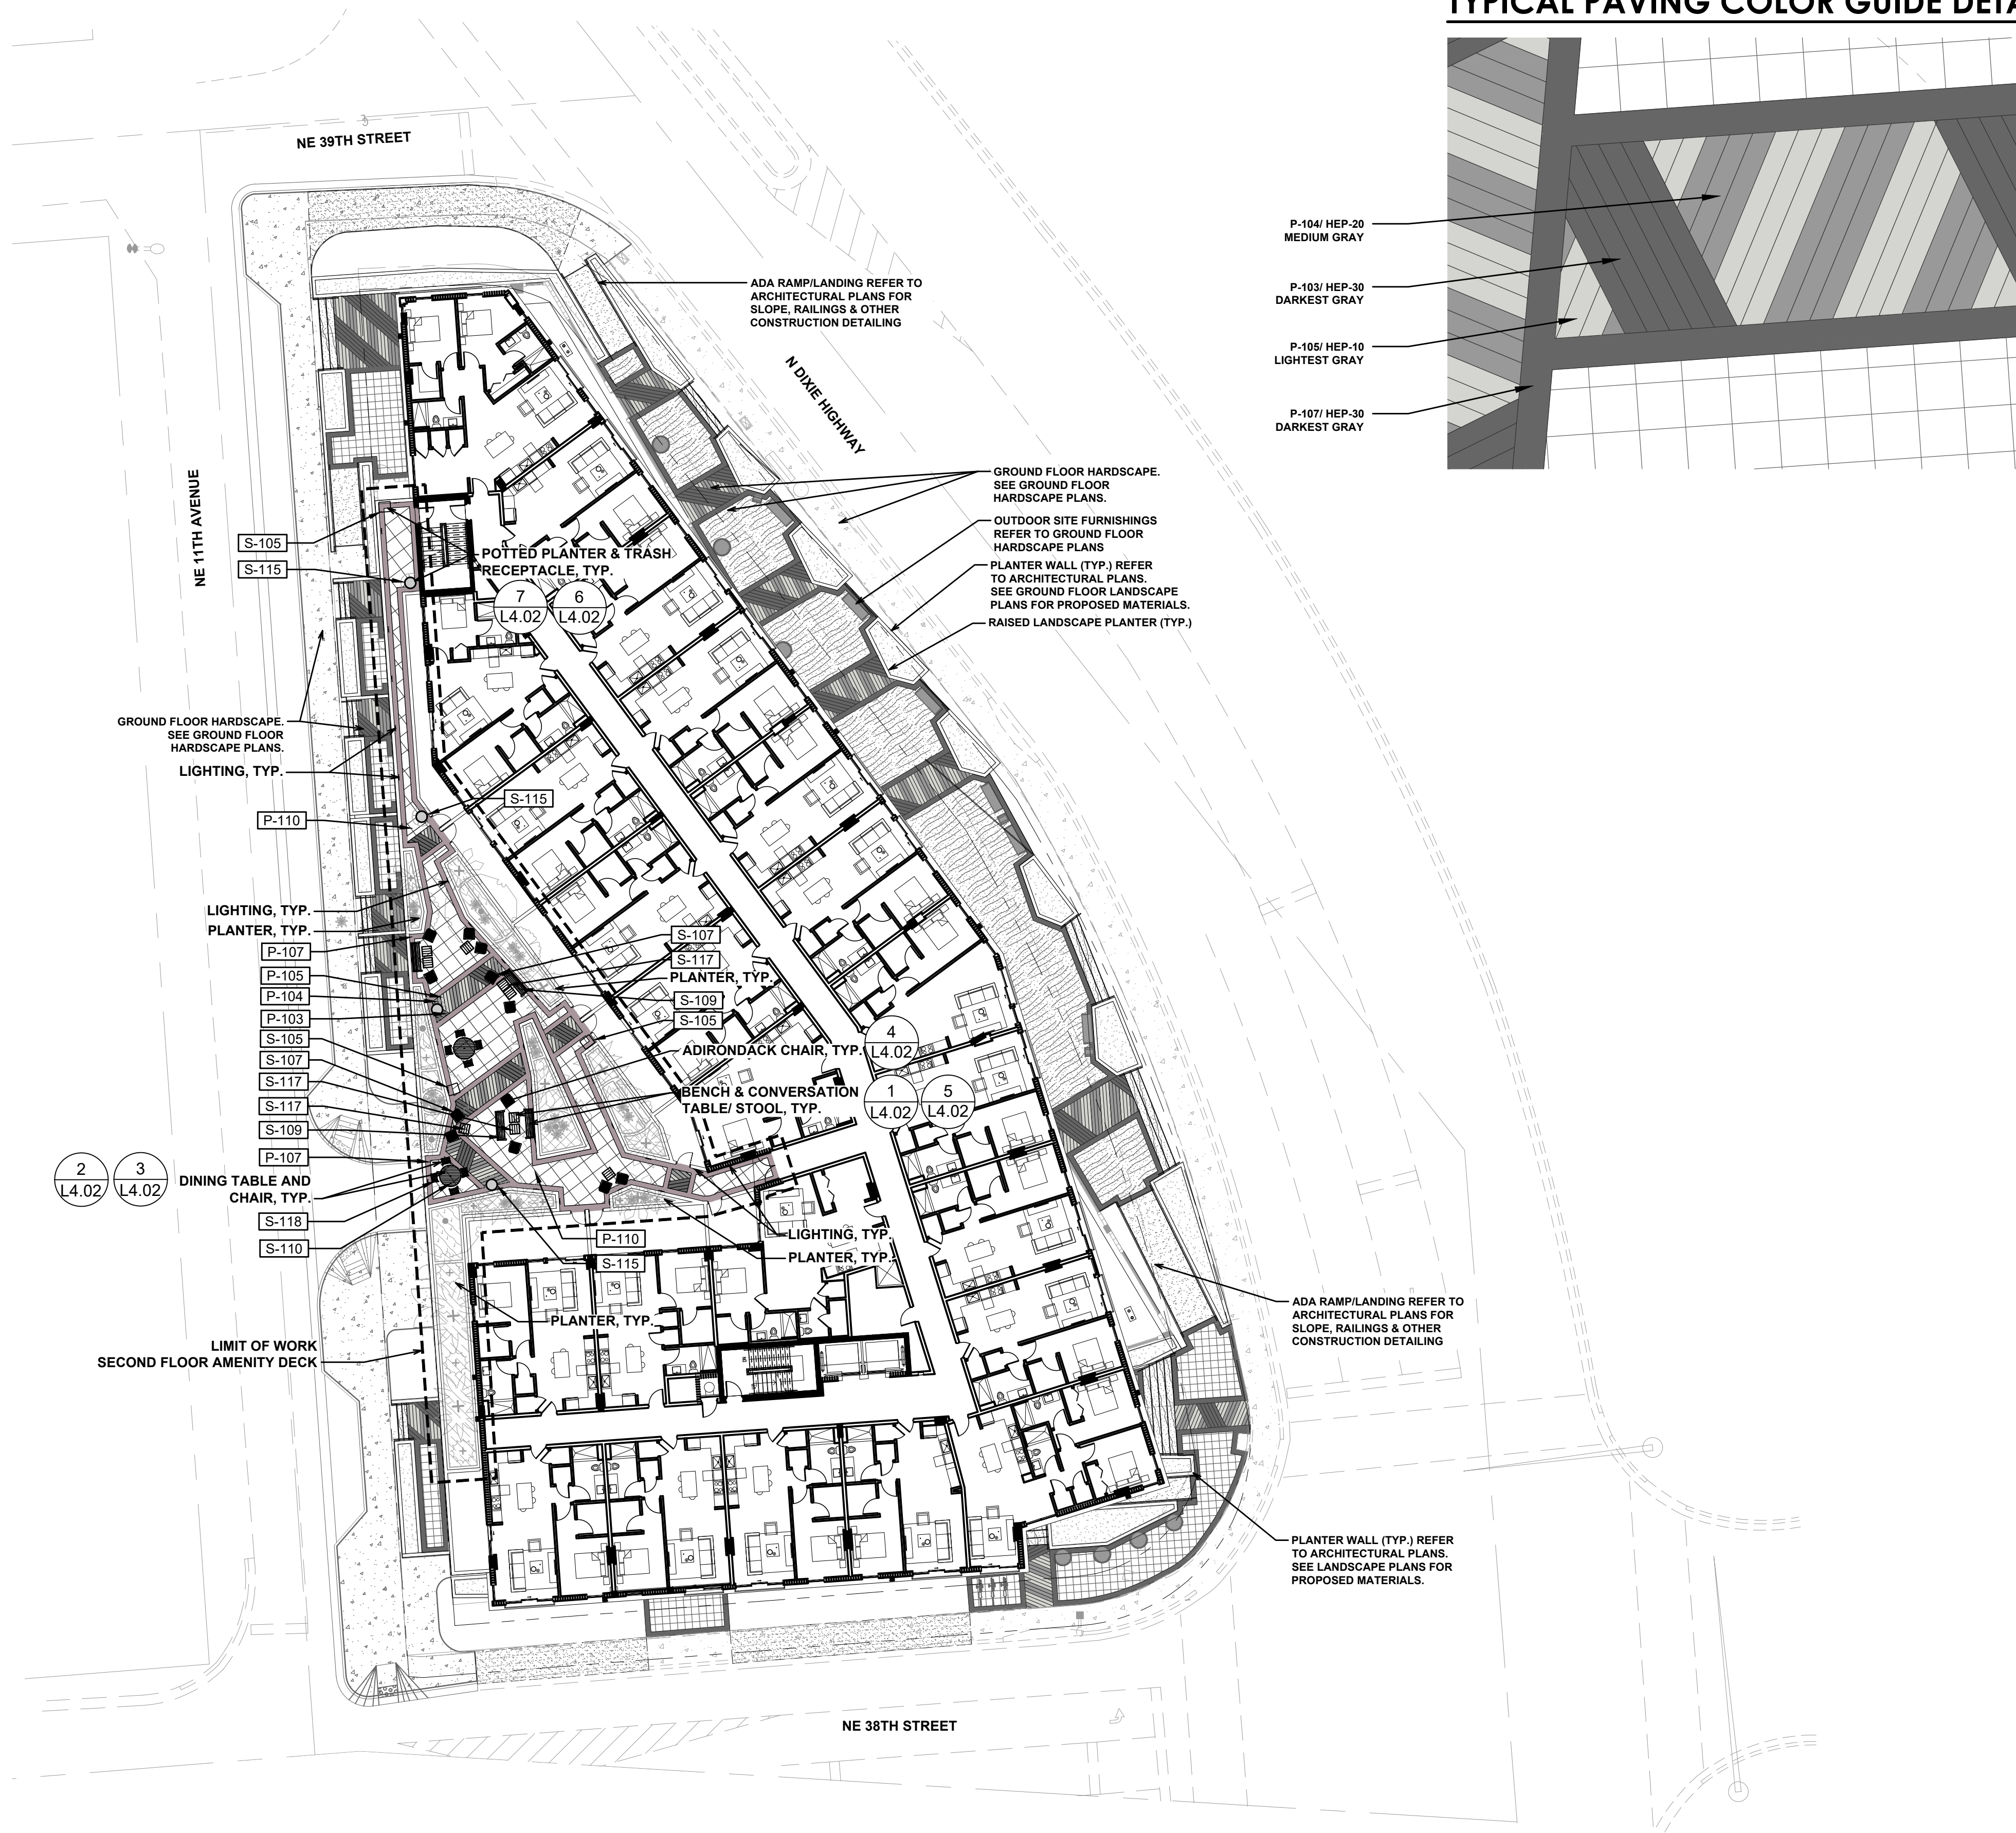 TYPICAL PAVING COLOR GUIDE DETA
P-104/ HEP-20
MEDIUM GRAY
P-103/ HEP-30
DARKEST GRAY
P-105/ HEP-10
LIGHTEST GRAY
P-107/ HEP-30
DARKEST GRAY
NE 39TH STREET
ADA RAMP/LANDING REFER TO
ARCHITECTURAL PLANS FOR
SLOPE, RAILINGS & OTHER
CONSTRUCTION DETAILING
N DIXIE HIGHWAY
NE 11TH AVENUE
GROUND FLOOR HARDSCAPE.
SEE GROUND FLOOR
HARDSCAPE PLANS.
OUTDOOR SITE FURNISHINGS
REFER TO GROUND FLOOR
HARDSCAPE PLANS
PLANTER WALL (TYP.) REFER
TO ARCHITECTURAL PLANS.
SEE GROUND FLOOR LANDSCAPE
PLANS FOR PROPOSED MATERIALS.
RAISED LANDSCAPE PLANTER (TYP.)
S-105
S-115
POTTED PLANTER & TRASH
RECEPTACLE, TYP.
7
L4.02
6
L4.02
GROUND FLOOR HARDSCAPE.
SEE GROUND FLOOR
HARDSCAPE PLANS.
LIGHTING, TYP.
S-115
P-110
LIGHTING, TYP.
PLANTER, TYP.
P-107
P-105
P-104
P-103
S-105
S-107
S-117
S-117
S-109
P-107
2
L4.02
3
L4.02
DINING TABLE AND
CHAIR, TYP.
S-118
S-110
S-107
S-117
PLANTER, TYP.
S-109
S-105
ADIRONDACK CHAIR, TYP.
4
L4.02
BENCH & CONVERSATION
TABLE/ STOOL, TYP.
1
L4.02
5
L4.02
LIGHTING, TYP.
PLANTER, TYP.
P-110
S-115
PLANTER, TYP.
LIMIT OF WORK
SECOND FLOOR AMENITY DECK
ADA RAMP/LANDING REFER TO
ARCHITECTURAL PLANS FOR
SLOPE, RAILINGS & OTHER
CONSTRUCTION DETAILING
PLANTER WALL (TYP.) REFER
TO ARCHITECTURAL PLANS.
SEE LANDSCAPE PLANS FOR
PROPOSED MATERIALS.
NE 38TH STREET